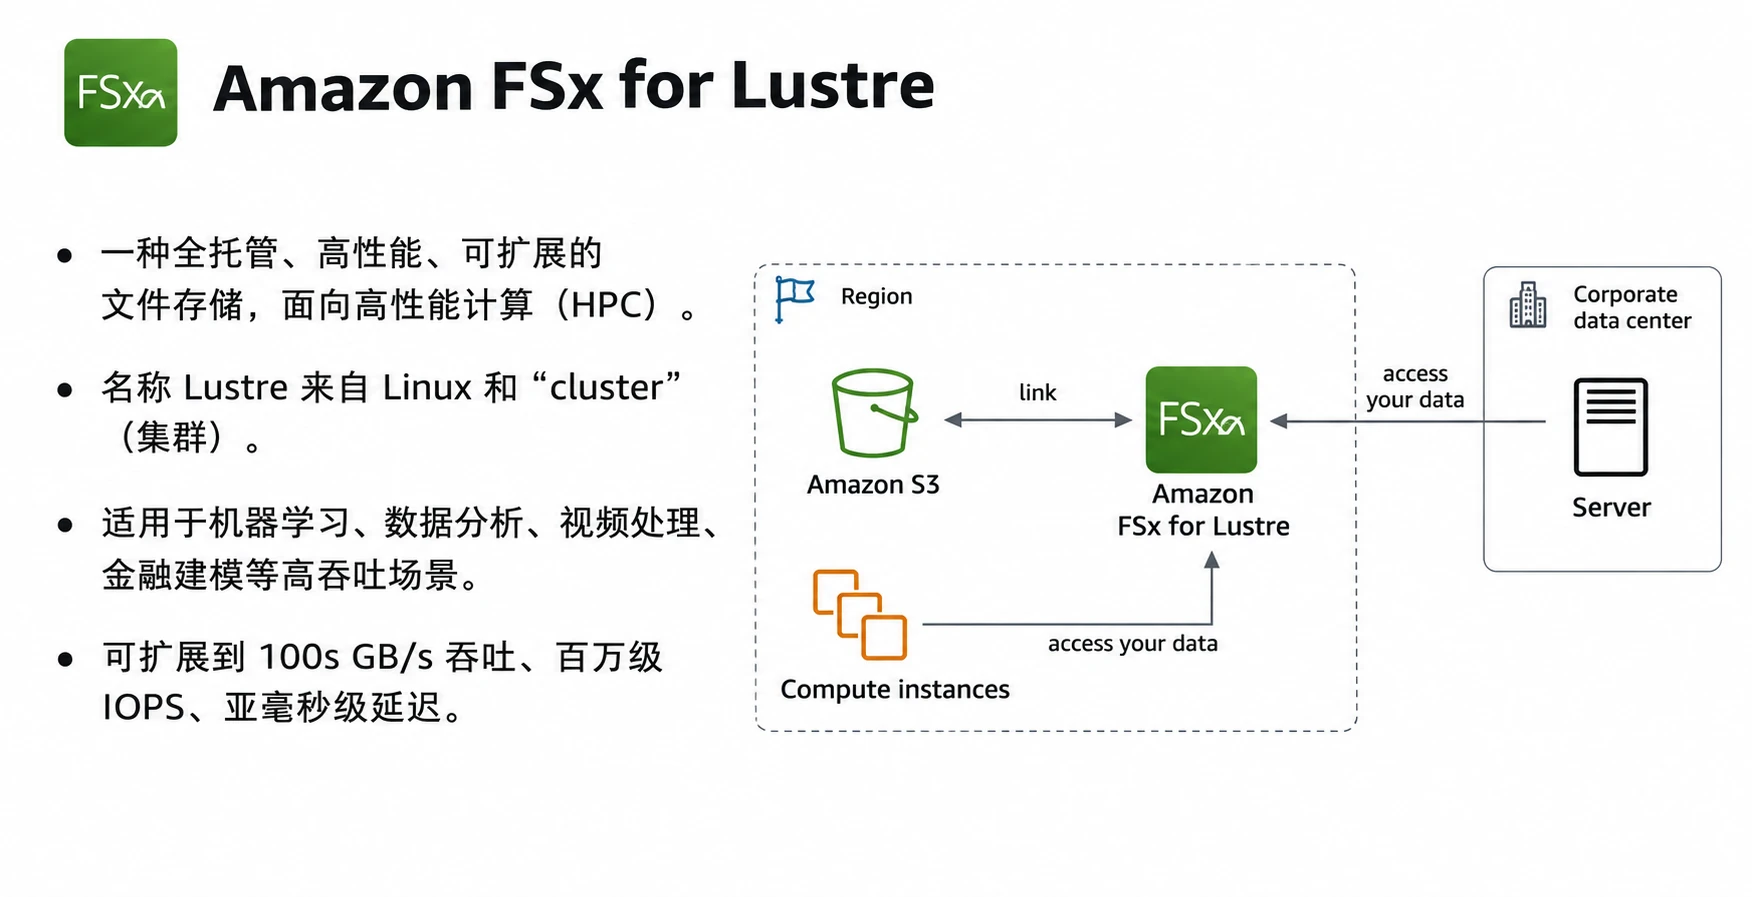 FSx
Amazon FSx for Lustre
• 一种全托管、高性能、可扩展的
文件存储，面向高性能计算（HPC）。
• 名称 Lustre 来自 Linux 和 “cluster”
（集群）。
• 适用于机器学习、数据分析、视频处理、
金融建模等高吞吐场景。
• 可扩展到 100s GB/s 吞吐、百万级
IOPS、亚毫秒级延迟。
Region
Amazon S3
link
FSx
Amazon
FSx for Lustre
Compute instances
access your data
access
your data
Corporate
data center
Server